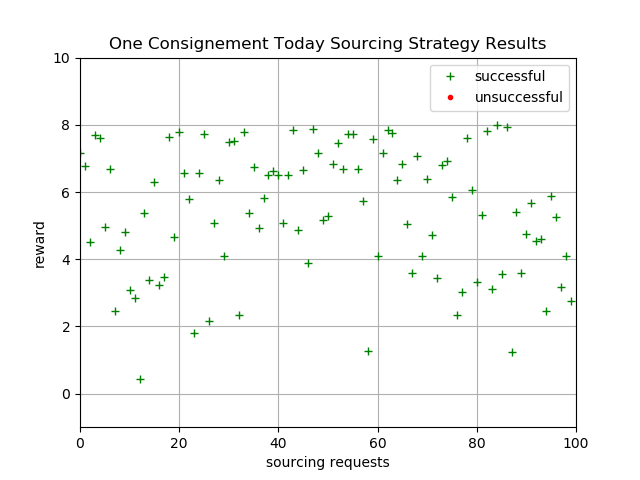 One Consignement Today Sourcing Strategy Results
successful
unsuccessful
10
8
6
4
2
0
reward
0 20 40 60 80 100
sourcing requests